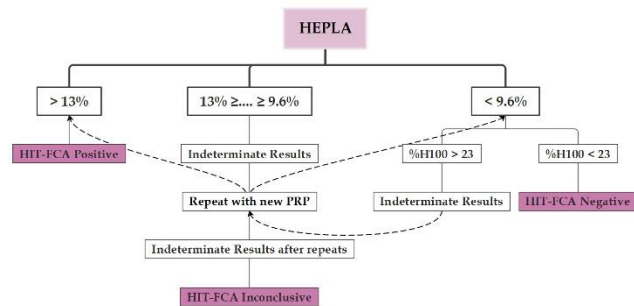 HEPLA
> 13%
13% ≥.... ≥ 9.6%
< 9.6%
HIT-FCA Positive
Indeterminate Results
%H100 > 23
%H100 < 23
Repeat with new PRP
Indeterminate Results
HIT-FCA Negative
Indeterminate Results after repeats
HIT-FCA Inconclusive